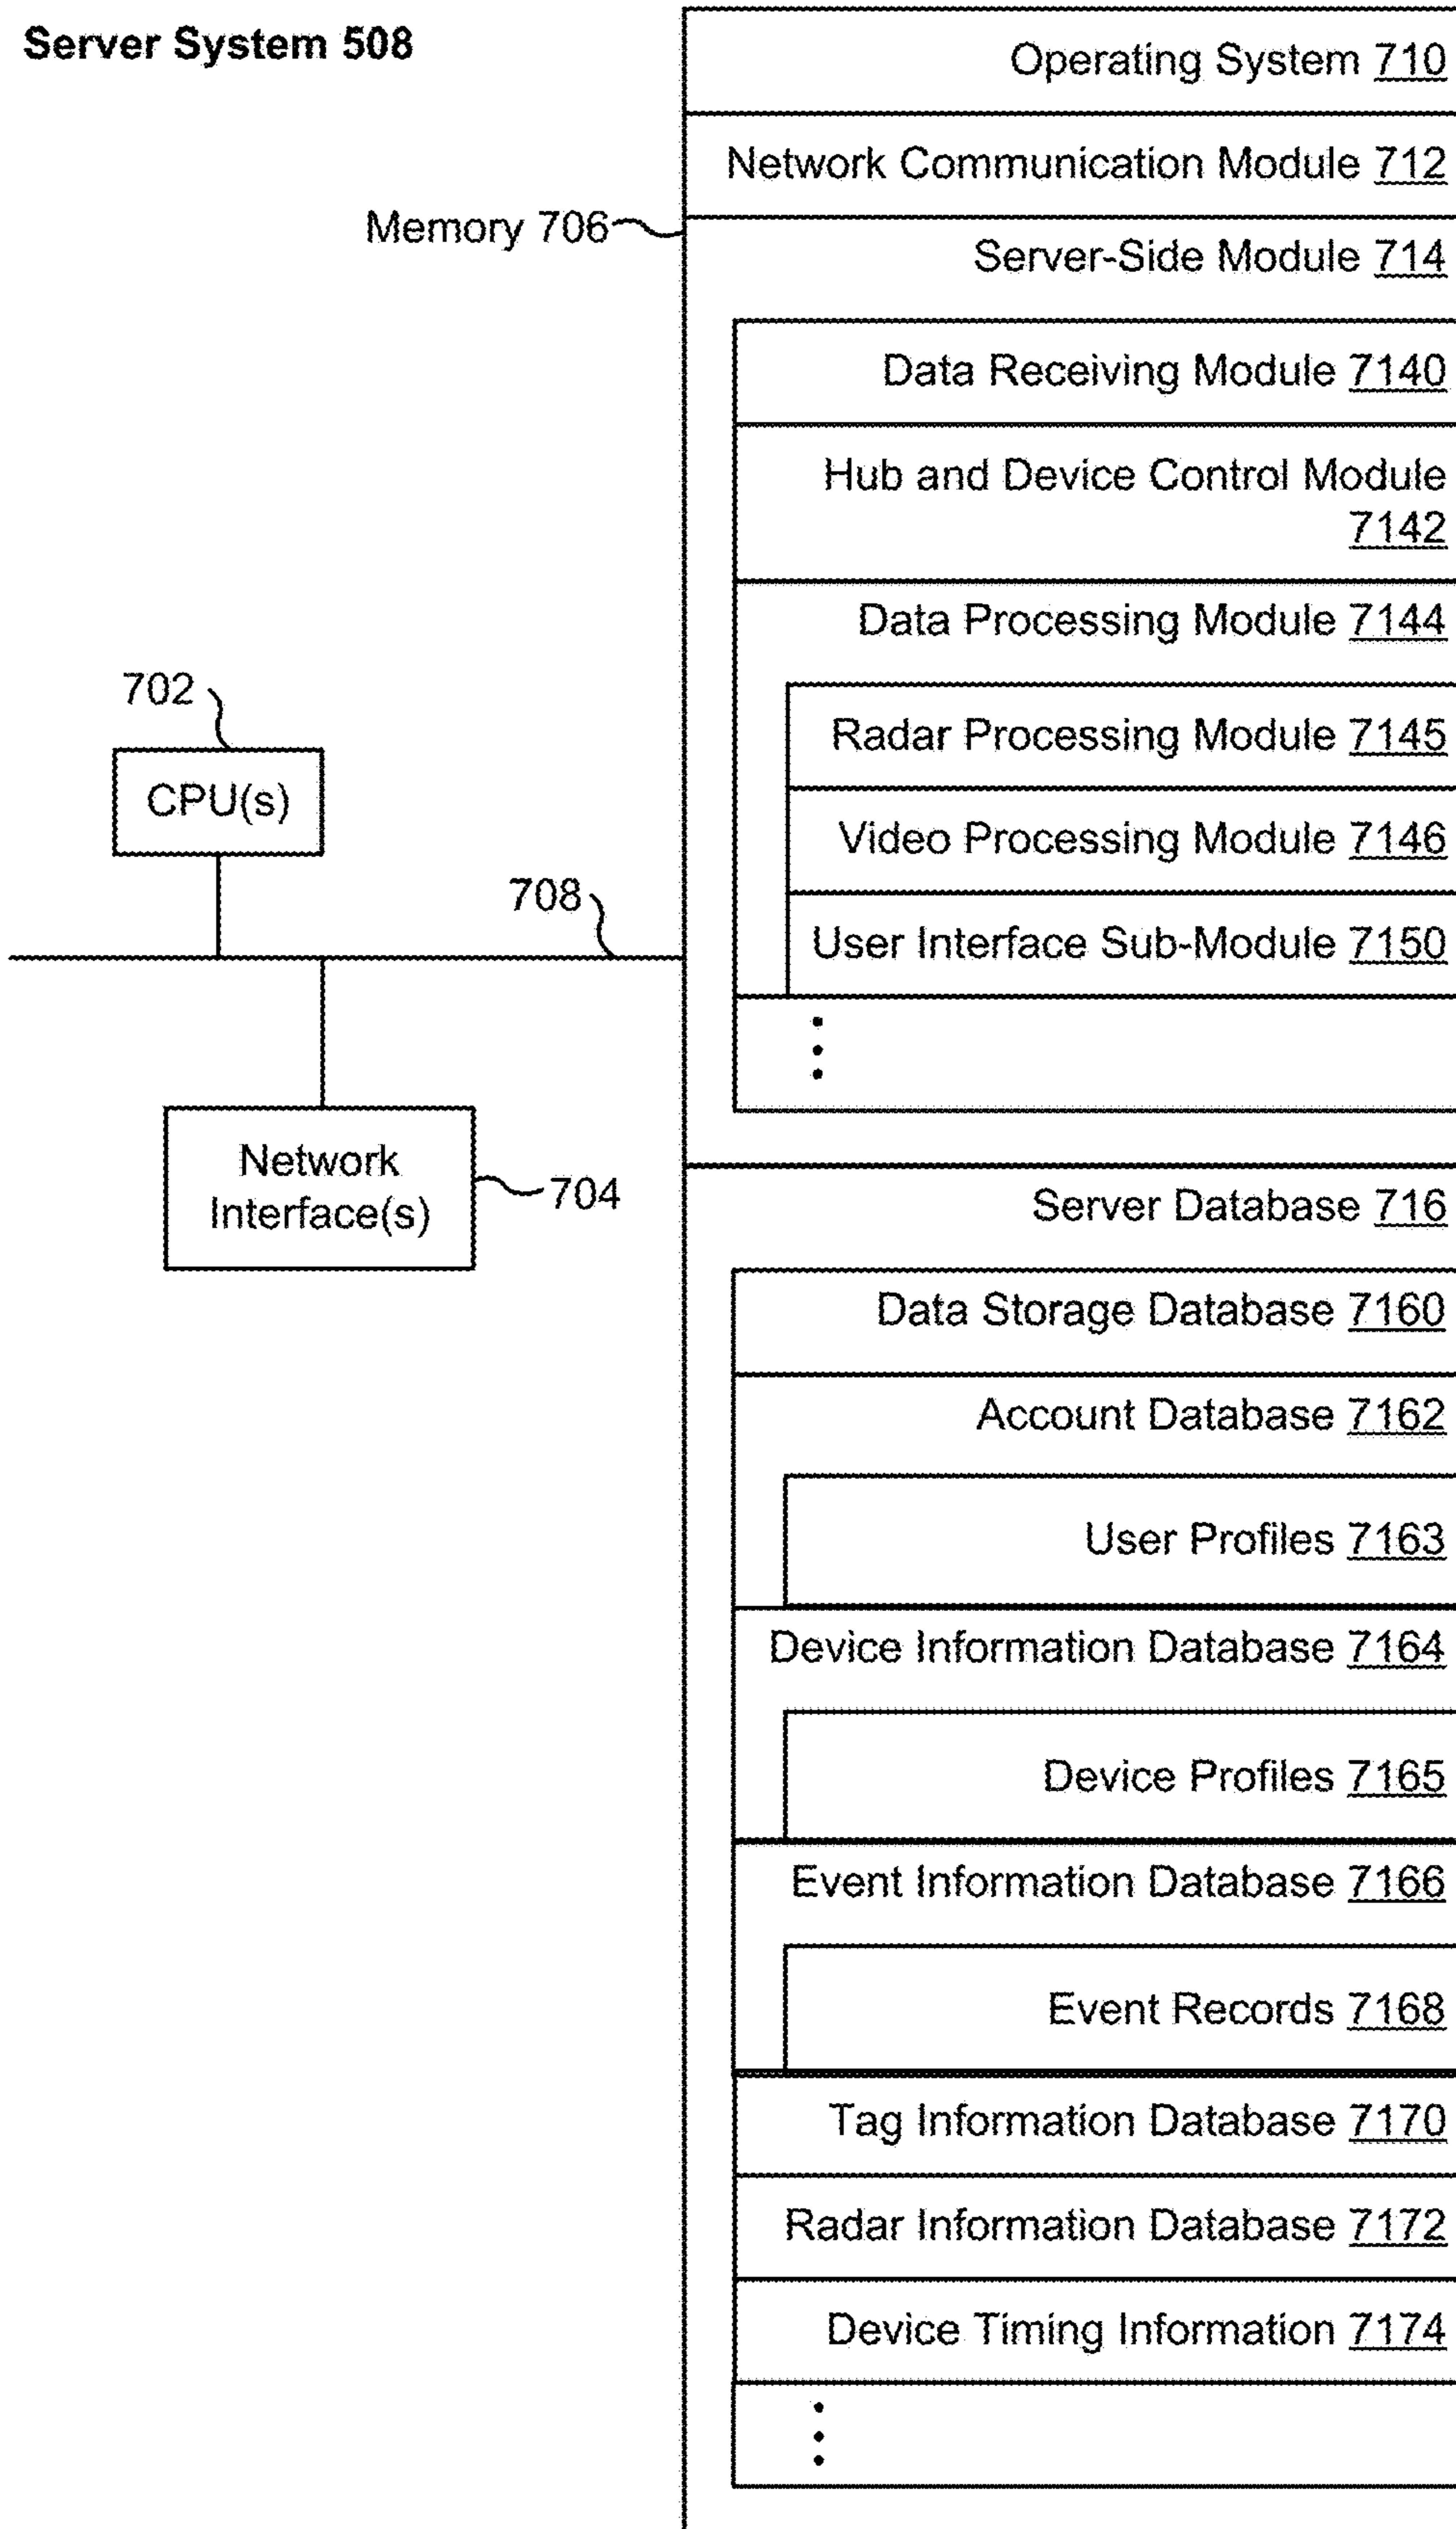 Server System 508
Operating System 710
Network Communication Module 712
Memory 706
Server-Side Module 714
Data Receiving Module 7140
Hub and Device Control Module
7142
Data Processing Module 7144
Radar Processing Module 7145
702
CPU(s)
Video Processing Module 7146
708
User Interface Sub-Module 7150
Network
Interface(s)
704
Server Database 716
Data Storage Database 7160
Account Database 7162
User Profiles 7163
Device Information Database 7164
Device Profiles 7165
Event Information Database 7166
Event Records 7168
Tag Information Database 7170
Radar Information Database 7172
Device Timing Information 7174